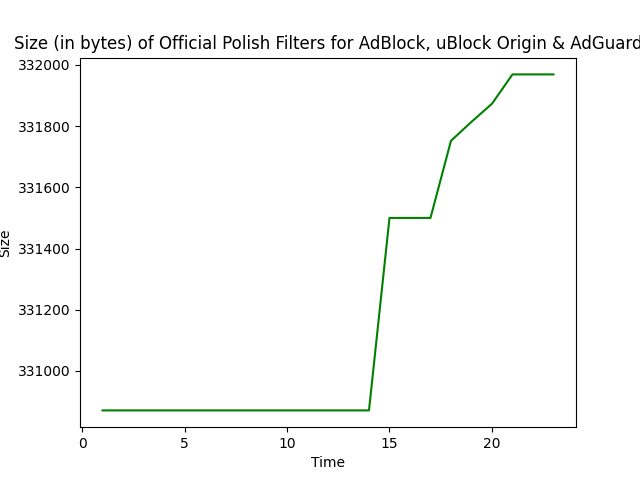 Size (in bytes) of Official Polish Filters for AdBlock, uBlock Origin & AdGuard
332000
331800
331600
331400
331200
331000
Size
0 5 10 15 20
Time